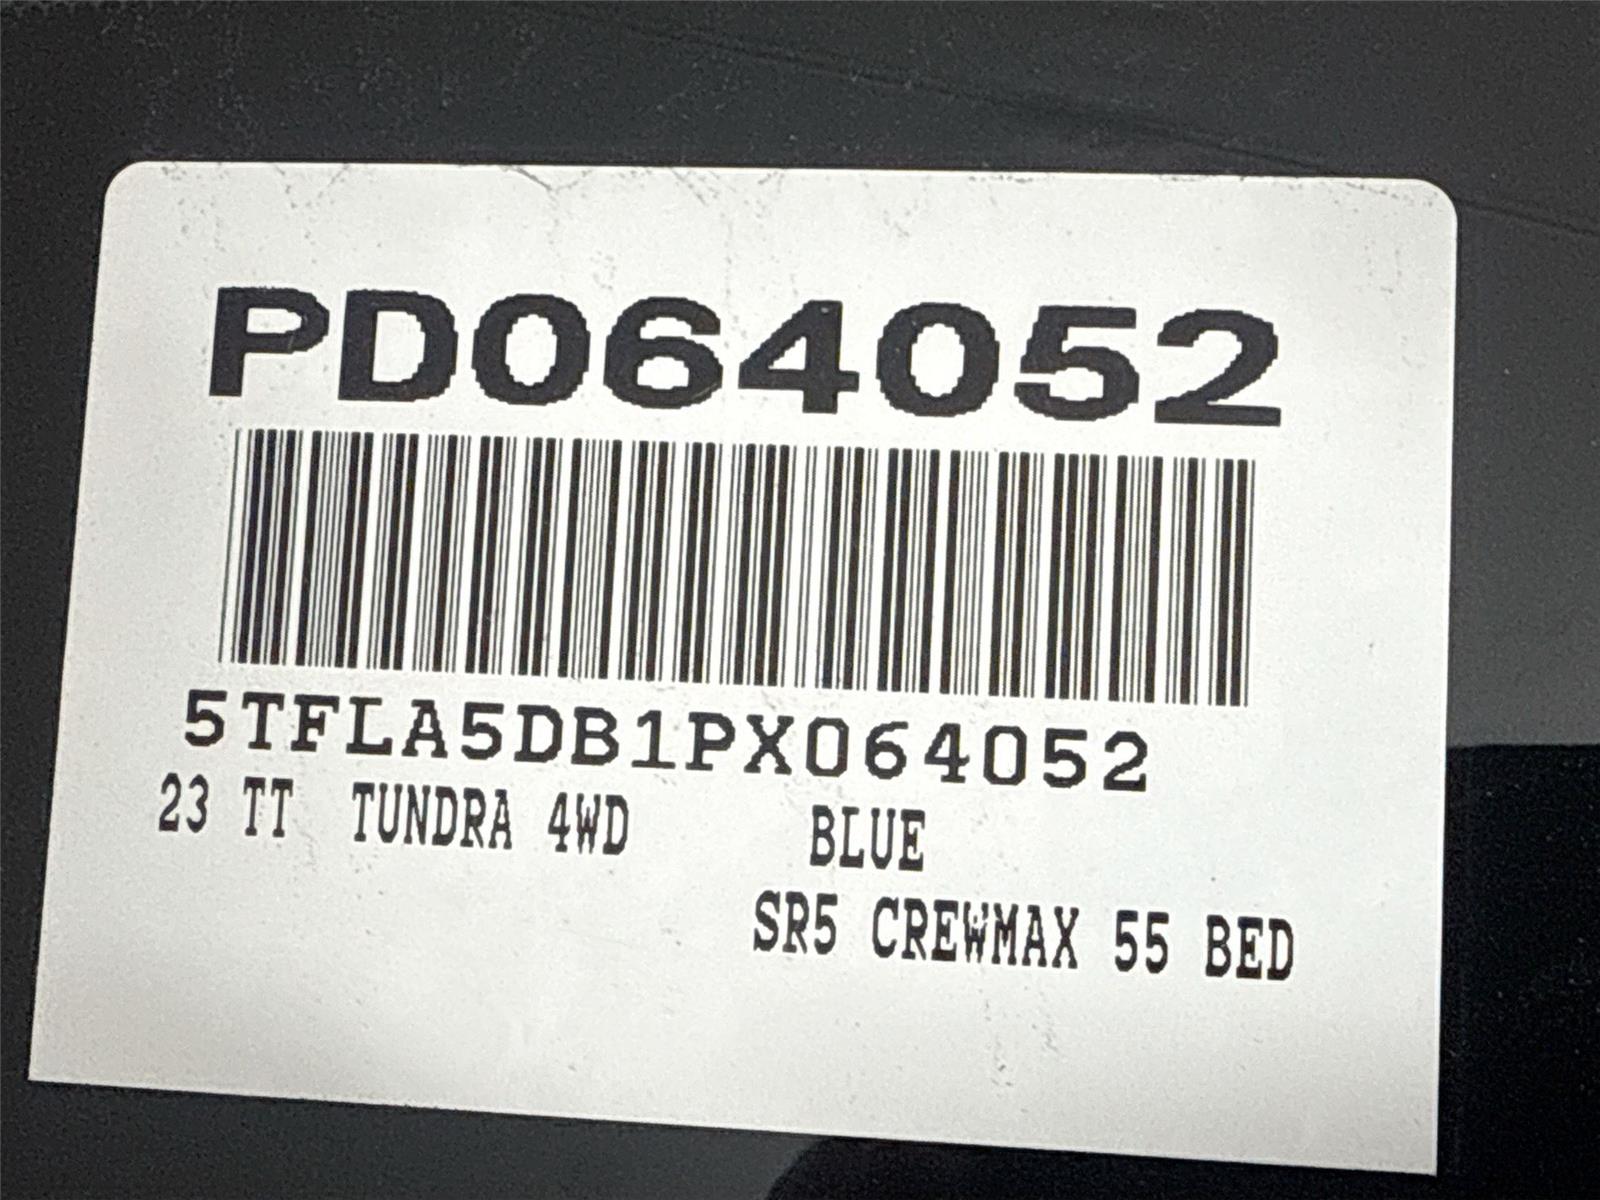 PD064052
5TFLA5DB1PX064052
23 TT TUNDRA 4WD BLUE
SR5 CREWMAX 55 BED